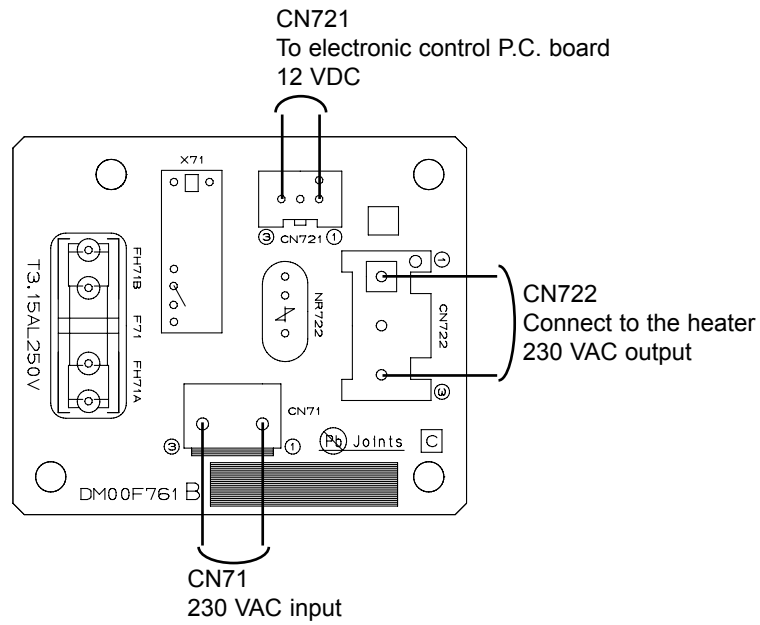 CN721
To electronic control P.C. board
12 VDC
X71
③ CN721 ①
T3.15AL250V
FH71B
F71
FH71A
NR722
①
CN722
③
CN722
Connect to the heater
230 VAC output
CN71
③ ①
Pb Joints
C
DM00F761 B
CN71
230 VAC input